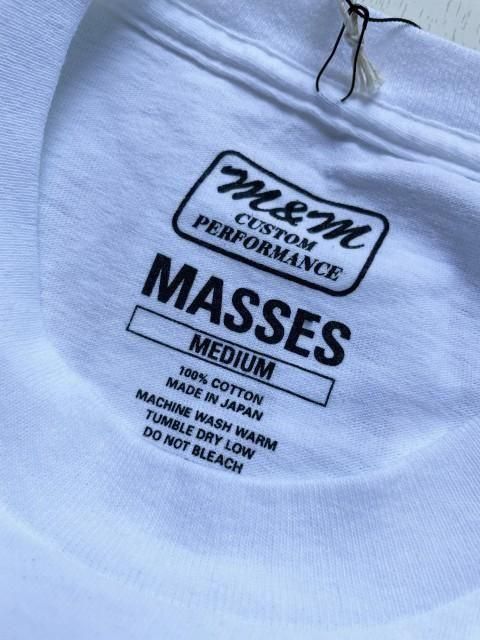 M&M
CUSTOM
PERFORMANCE
MASSES
MEDIUM
100% COTTON
MADE IN JAPAN
MACHINE WASH WARM
TUMBLE DRY LOW
DO NOT BLEACH